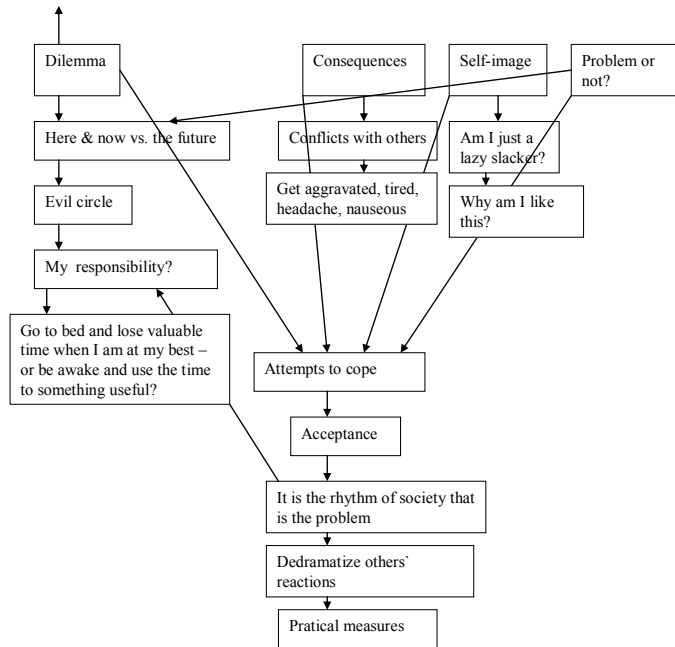 Dilemma
Consequences
Self-image
Problem or
not?
Here & now vs. the future
Conflicts with others
Am I just a
lazy slacker?
Evil circle
Get aggravated, tired,
headache, nauseous
Why am I like
this?
My responsibility?
Go to bed and lose valuable
time when I am at my best –
or be awake and use the time
to something useful?
Attempts to cope
Acceptance
It is the rhythm of society that
is the problem
Dedramatize others`
reactions
Pratical measures